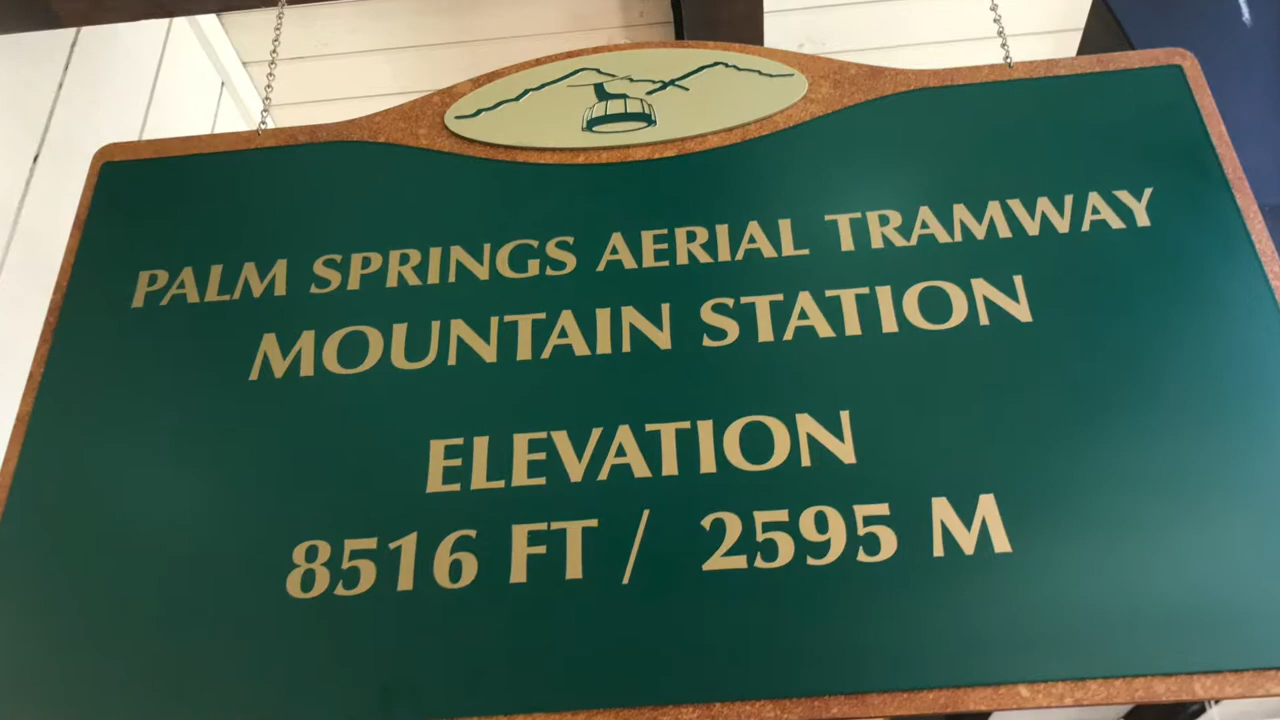 PALM SPRINGS AERIAL TRAMWAY
MOUNTAIN STATION
ELEVATION
8516 FT / 2595 M